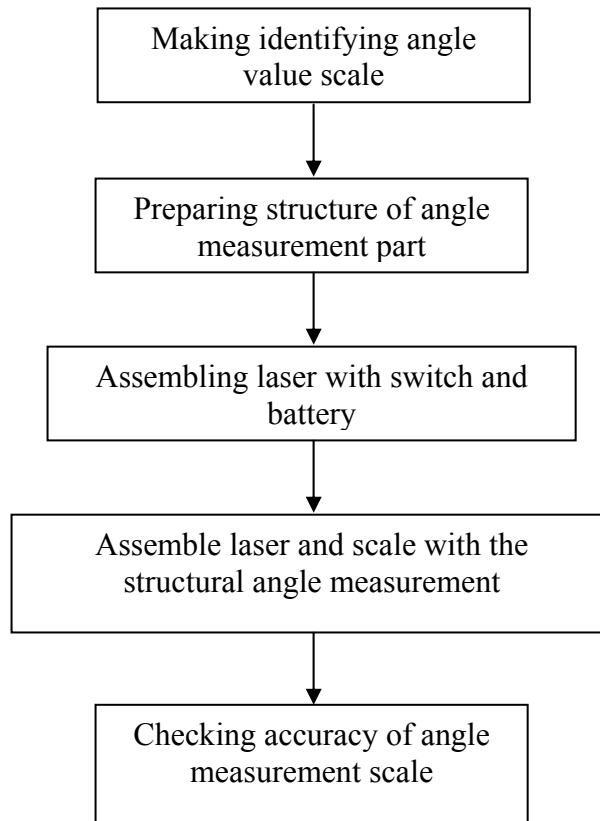 Making identifying angle
value scale
Preparing structure of angle
measurement part
Assembling laser with switch and
battery
Assemble laser and scale with the
structural angle measurement
Checking accuracy of angle
measurement scale